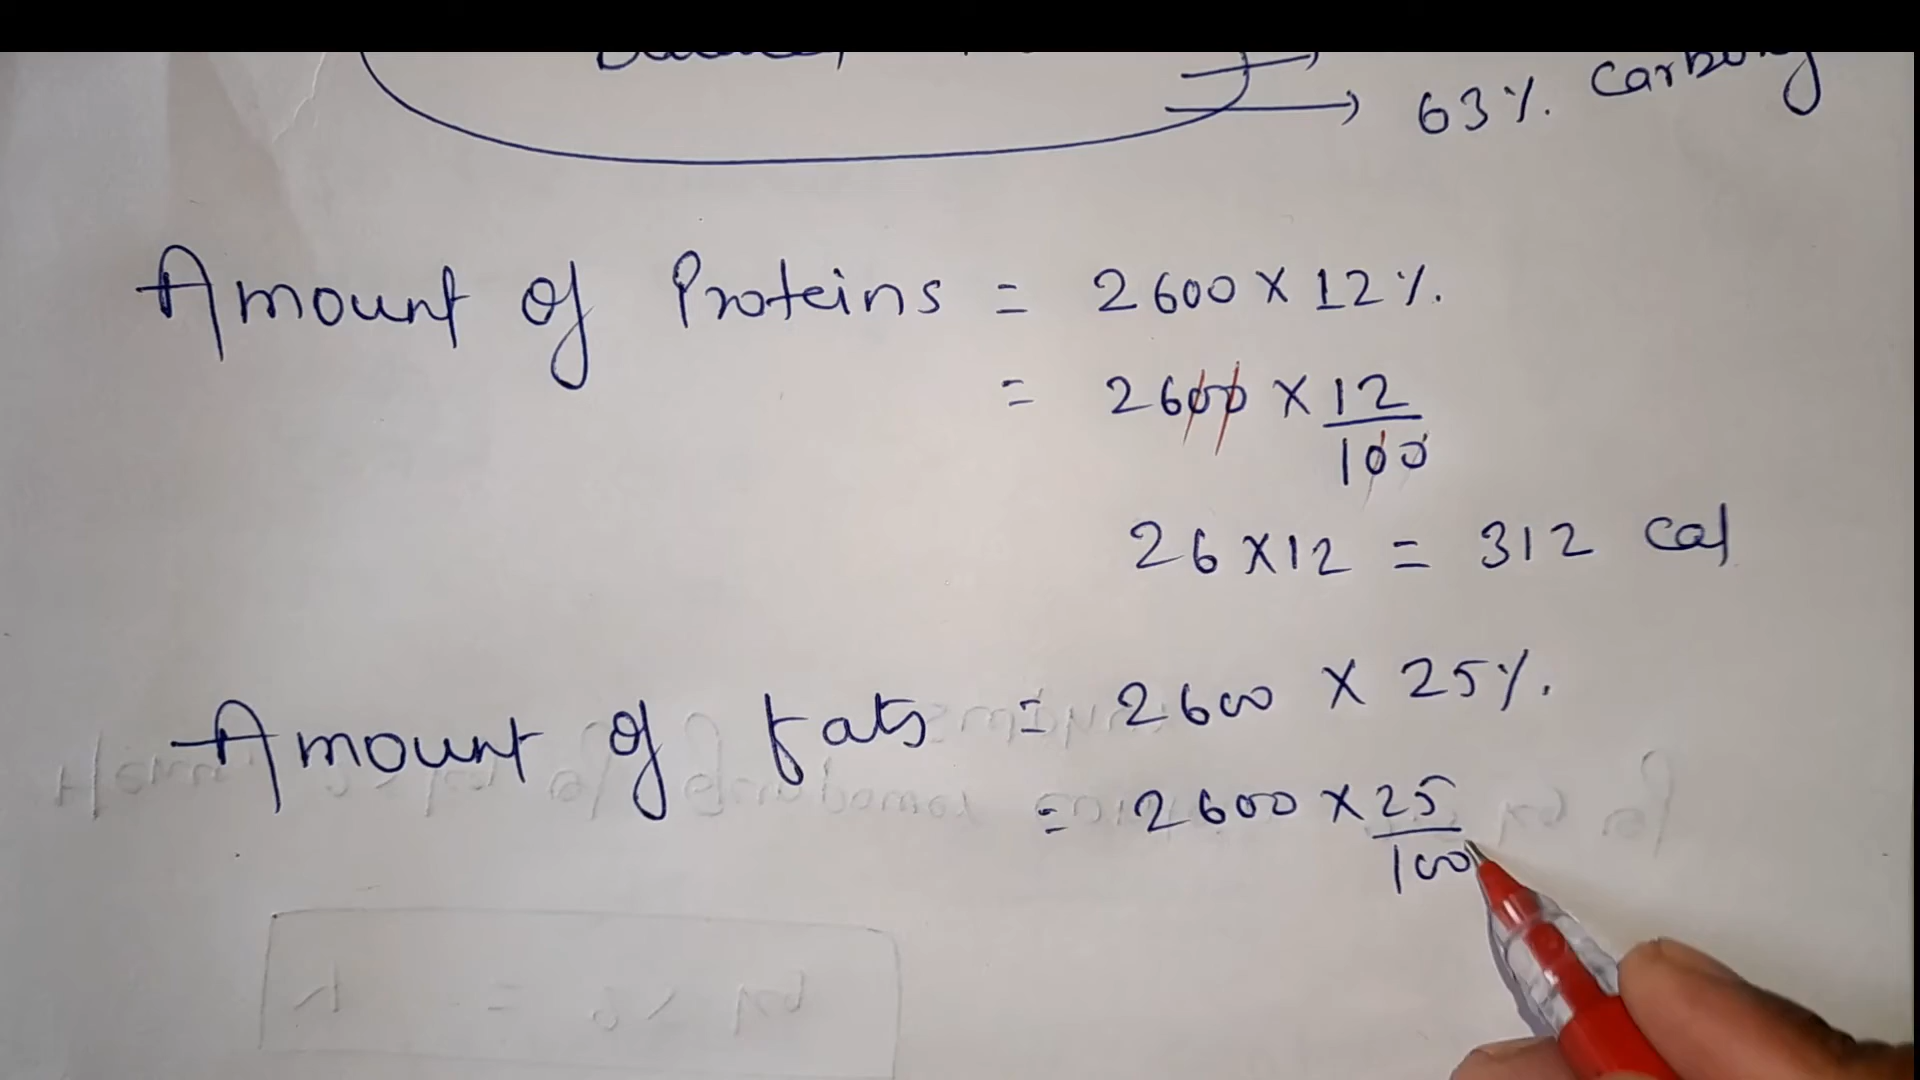 63%.
Amount of Proteins = 2600 X 12%.
= 2600 X 12/100
26 X 12 = 312 Cal
Amount of fats = 2600 X 25%.
= 2600 X 25/100